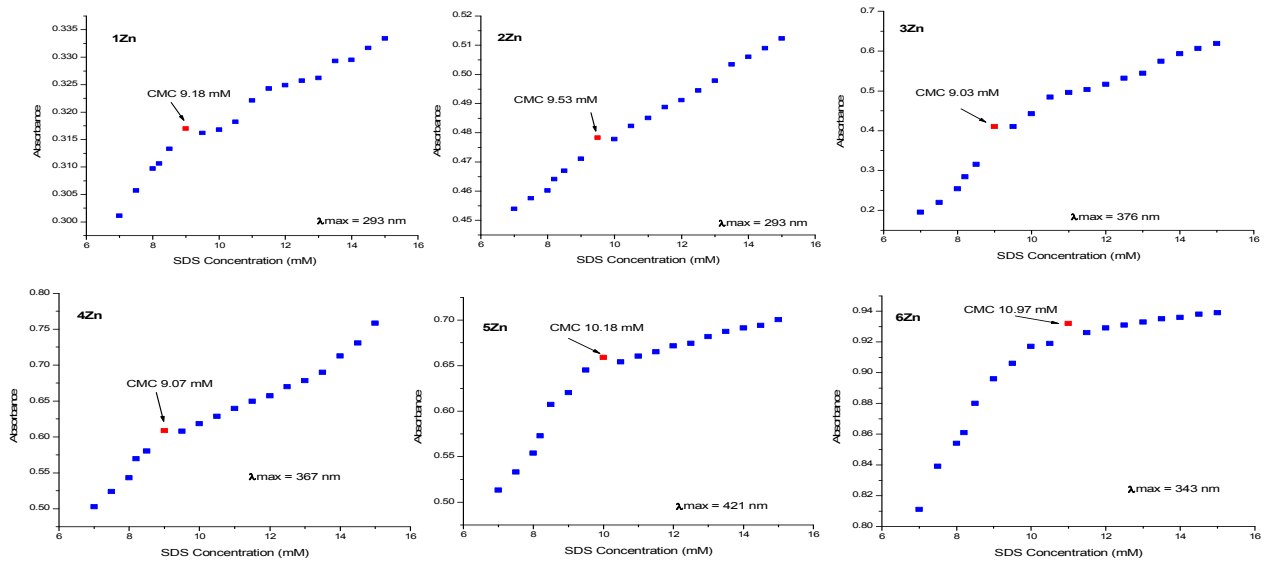 1Zn
CMC 9.18 mM
λmax = 293 nm
Absorbance
0.335
0.330
0.325
0.320
0.315
0.310
0.305
0.300
6 8 10 12 14 16
SDS Concentration (mM)
2Zn
CMC 9.53 mM
λmax = 293 nm
Absorbance
0.52
0.51
0.50
0.49
0.48
0.47
0.46
0.45
6 8 10 12 14 16
SDS Concentration (mM)
3Zn
CMC 9.03 mM
λmax = 376 nm
Absorbance
0.7
0.6
0.5
0.4
0.3
0.2
6 8 10 12 14 16
SDS Concentration (mM)
4Zn
CMC 9.07 mM
λmax = 367 nm
Absorbance
0.80
0.75
0.70
0.65
0.60
0.55
0.50
6 8 10 12 14 16
SDS Concentration (mM)
5Zn
CMC 10.18 mM
λmax = 421 nm
Absorbance
0.70
0.65
0.60
0.55
0.50
6 8 10 12 14 16
SDS Concentration (mM)
6Zn
CMC 10.97 mM
λmax = 343 nm
Absorbance
0.94
0.92
0.90
0.88
0.86
0.84
0.82
0.80
6 8 10 12 14 16
SDS Concentration (mM)